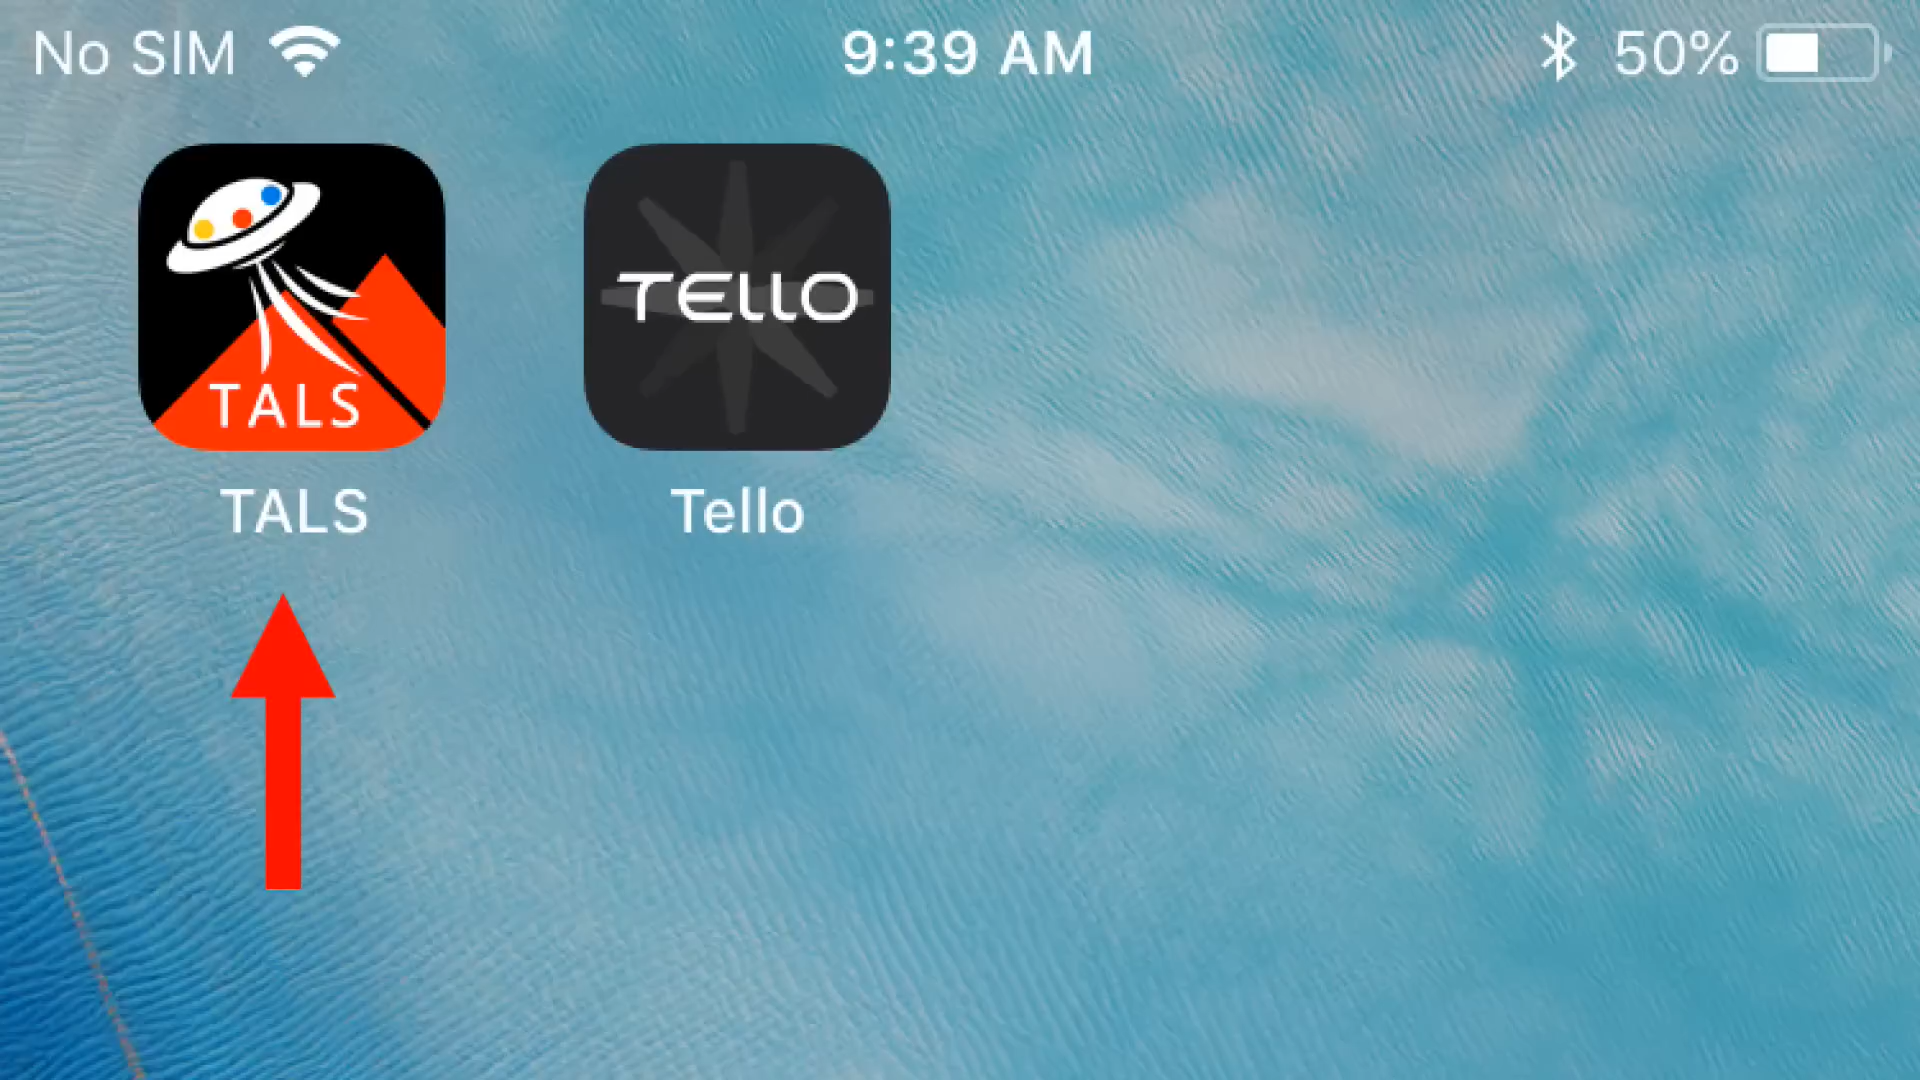 No SIM 9:39 AM 50%
TALS
TELLO
TALS
Tello